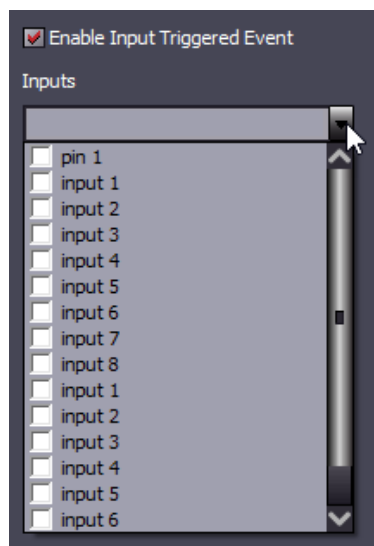 Enable Input Triggered Event
Inputs
pin 1
input 1
input 2
input 3
input 4
input 5
input 6
input 7
input 8
input 1
input 2
input 3
input 4
input 5
input 6